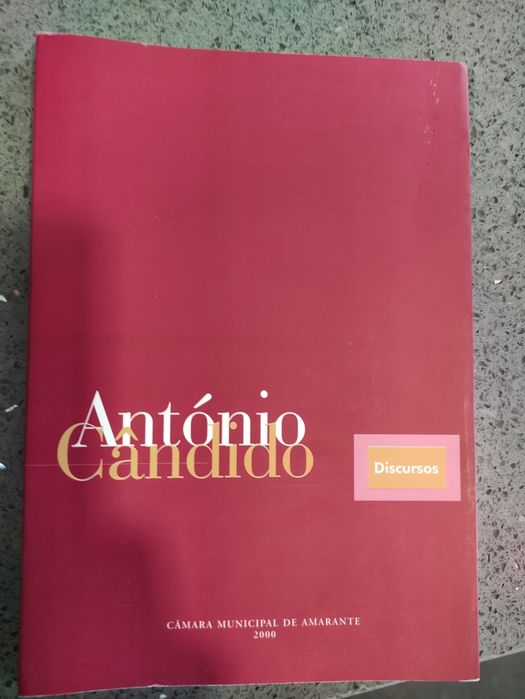 António
Cândido
Discursos
CÂMARA MUNICIPAL DE AMARANTE
2000